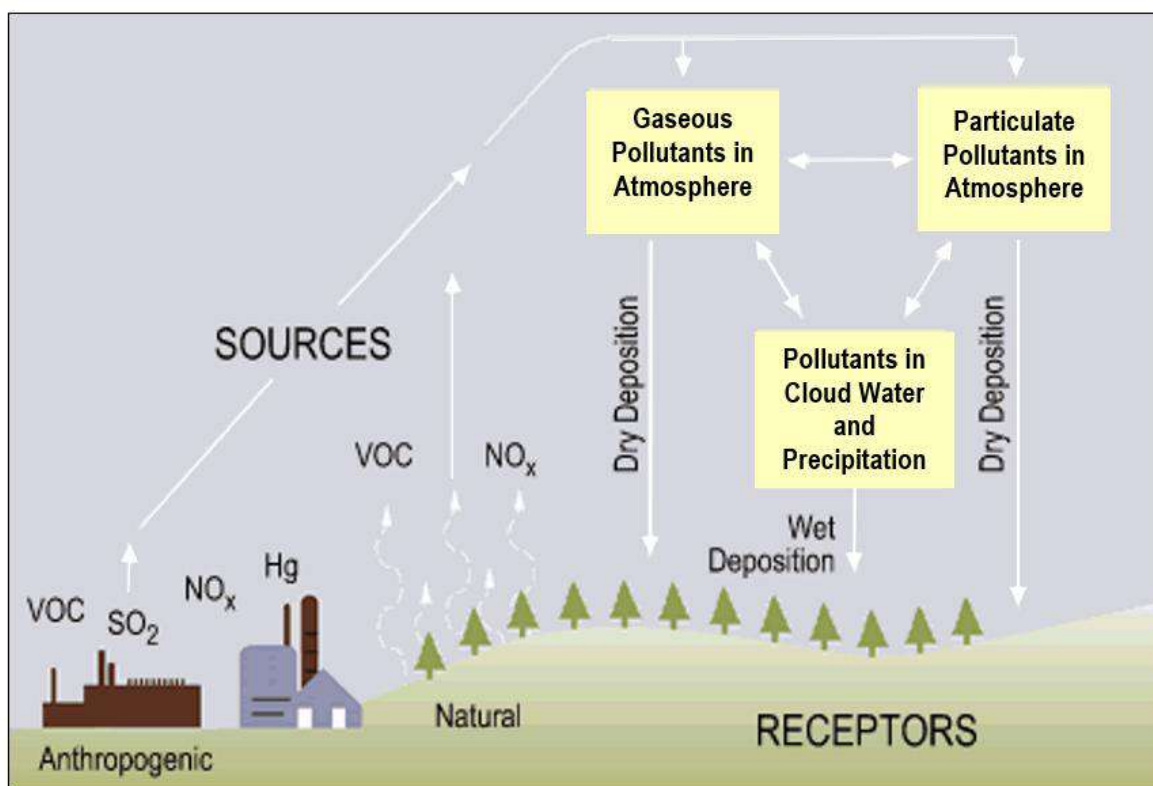 Gaseous
Pollutants in
Atmosphere
Particulate
Pollutants in
Atmosphere
SOURCES
Dry Deposition
Pollutants in
Cloud Water
and
Precipitation
Dry Deposition
VOC
NOx
Wet
Deposition
Hg
NOx
VOC
SO2
Natural
RECEPTORS
Anthropogenic